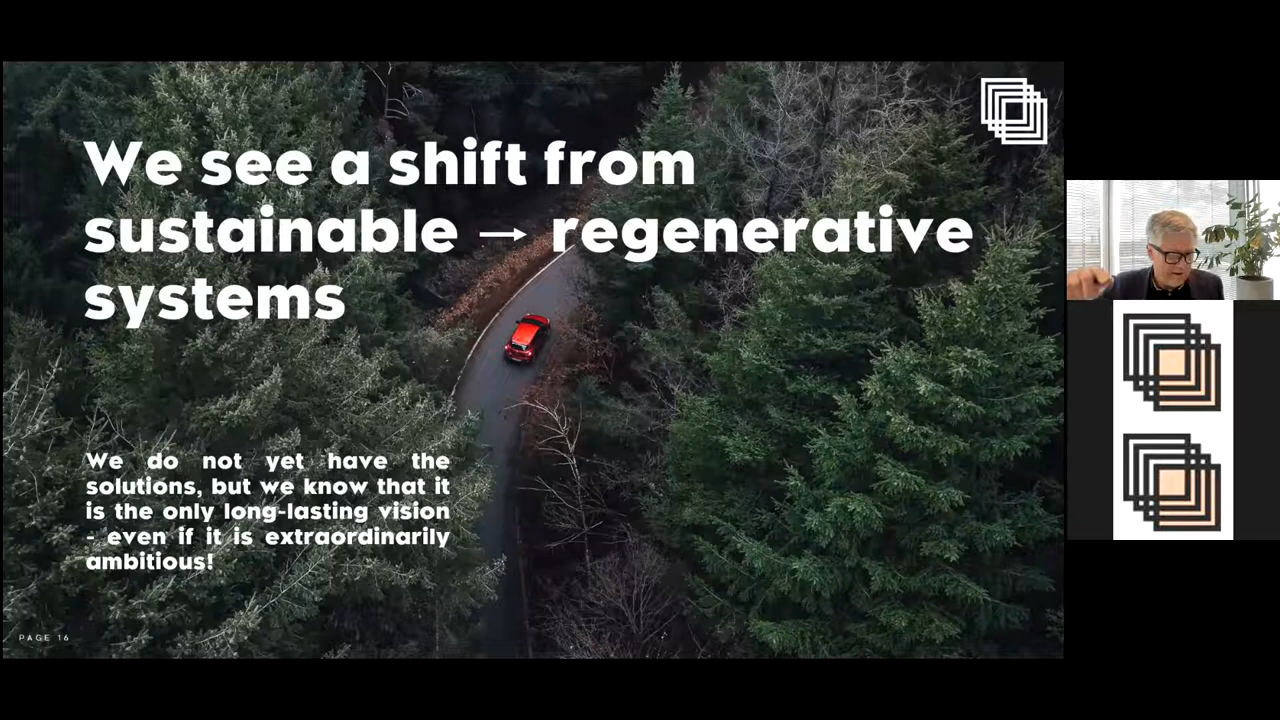 We see a shift from
sustainable → regenerative
systems
We do not yet have the
solutions, but we know that it
is the only long-lasting vision
- even if it is extraordinarily
ambitious!
PAGE 16